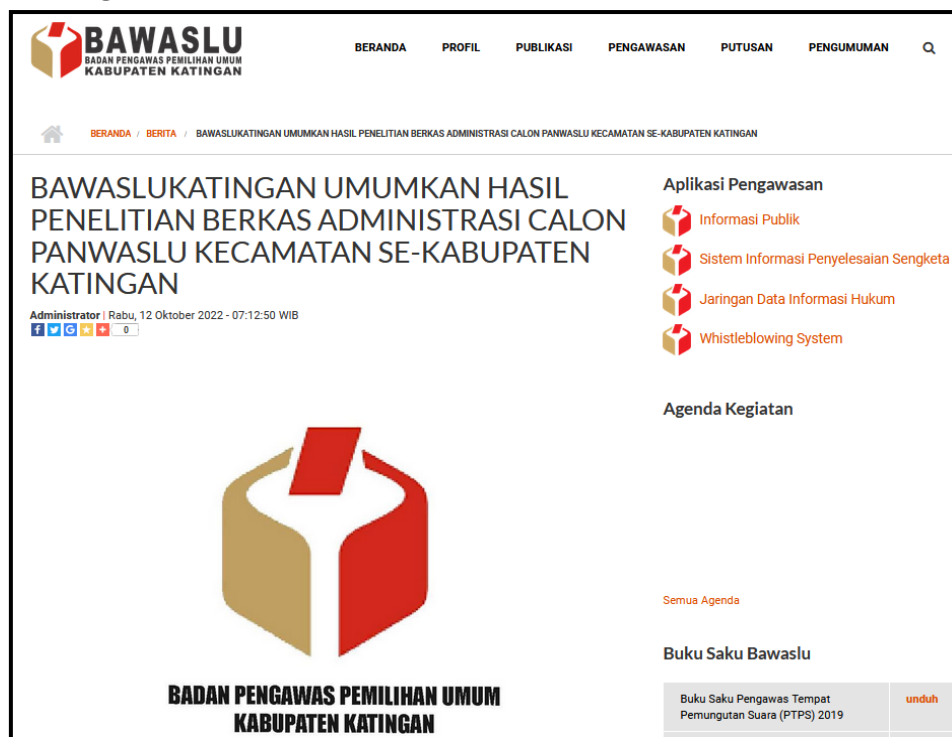 BAWASLU
BADAN PENGAWAS PEMILIHAN UMUM
KABUPATEN KATINGAN
BERANDA PROFIL PUBLIKASI PENGAWASAN PUTUSAN PENGUMUMAN
BERANDA / BERITA / BAWASLUKATINGAN UMUMKAN HASIL PENELITIAN BERKAS ADMINISTRASI CALON PANWASLU KECAMATAN SE-KABUPATEN KATINGAN
BAWASLUKATINGAN UMUMKAN HASIL
PENELITIAN BERKAS ADMINISTRASI CALON
PANWASLU KECAMATAN SE-KABUPATEN
KATINGAN
Administrator | Rabu, 12 Oktober 2022 - 07:12:50 WIB
0
BADAN PENGAWAS PEMILIHAN UMUM
KABUPATEN KATINGAN
Aplikasi Pengawasan
Informasi Publik
Sistem Informasi Penyelesaian Sengketa
Jaringan Data Informasi Hukum
Whistleblowing System
Agenda Kegiatan
Semua Agenda
Buku Saku Bawaslu
Buku Saku Pengawas Tempat unduh
Pemungutan Suara (PTPS) 2019